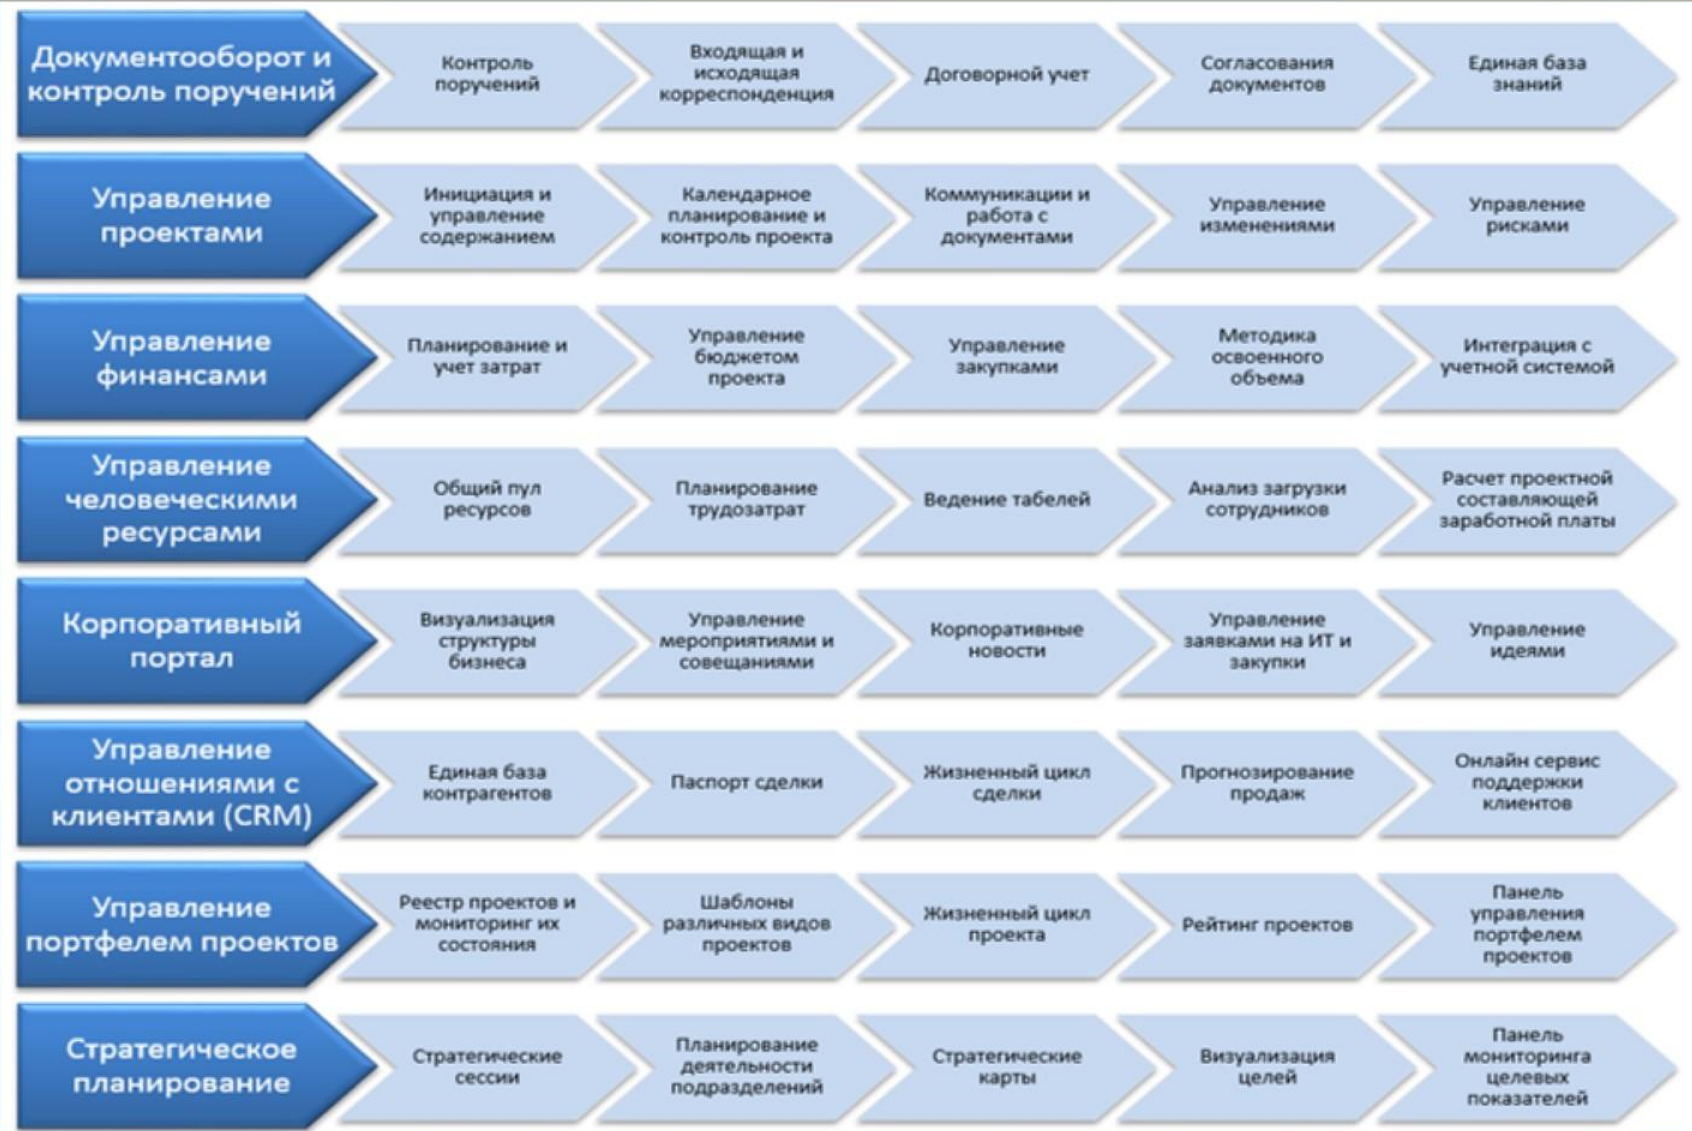 Документооборот и
контроль поручений
Контроль
поручений
Входящая и
исходящая
корреспонденция
Договорной учет
Согласования
документов
Единая база
знаний
Управление
проектами
Инициация и
управление
содержанием
Календарное
планирование и
контроль проекта
Коммуникации и
работа с
документами
Управление
изменениями
Управление
рисками
Управление
финансами
Планирование и
учет затрат
Управление
бюджетом
проекта
Управление
закупками
Методика
освоенного
объема
Интеграция с
учетной системой
Управление
человеческими
ресурсами
Общий пул
ресурсов
Планирование
трудозатрат
Ведение табелей
Анализ загрузки
сотрудников
Расчет проектной
составляющей
заработной платы
Корпоративный
портал
Визуализация
структуры
бизнеса
Управление
мероприятиями и
совещаниями
Корпоративные
новости
Управление
заявками на ИТ и
закупки
Управление
идеями
Управление
отношениями с
клиентами (CRM)
Единая база
контрагентов
Паспорт сделки
Жизненный цикл
сделки
Прогнозирование
продаж
Онлайн сервис
поддержки
клиентов
Управление
портфелем проектов
Реестр проектов и
мониторинг их
состояния
Шаблоны
различных видов
проектов
Жизненный цикл
проекта
Рейтинг проектов
Панель
управления
портфелем
проектов
Стратегическое
планирование
Стратегические
сессии
Планирование
деятельности
подразделений
Стратегические
карты
Визуализация
целей
Панель
мониторинга
целевых
показателей